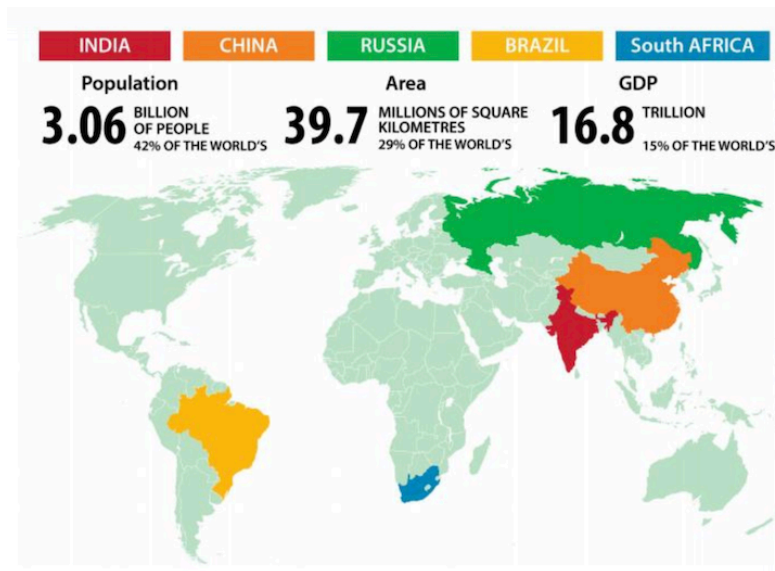 INDIA CHINA RUSSIA BRAZIL South AFRICA
Population Area GDP
3.06 BILLION OF PEOPLE
42% OF THE WORLD'S
39.7 MILLIONS OF SQUARE KILOMETRES
29% OF THE WORLD'S
16.8 TRILLION
15% OF THE WORLD'S